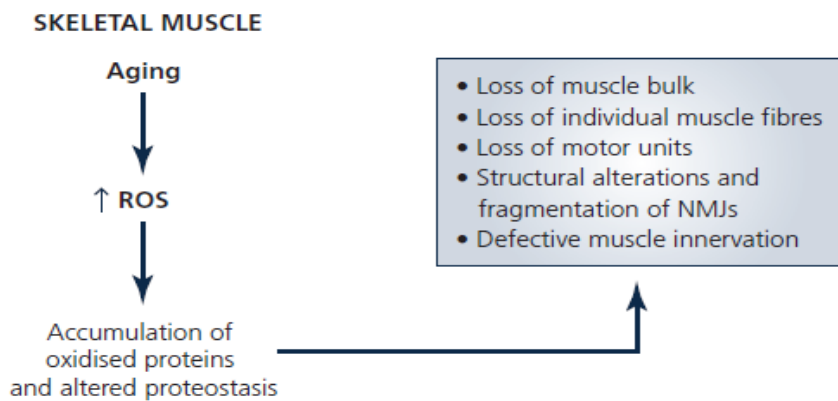 SKELETAL MUSCLE
Aging
↑ ROS
Accumulation of
oxidised proteins
and altered proteostasis
• Loss of muscle bulk
• Loss of individual muscle fibres
• Loss of motor units
• Structural alterations and
fragmentation of NMJs
• Defective muscle innervation